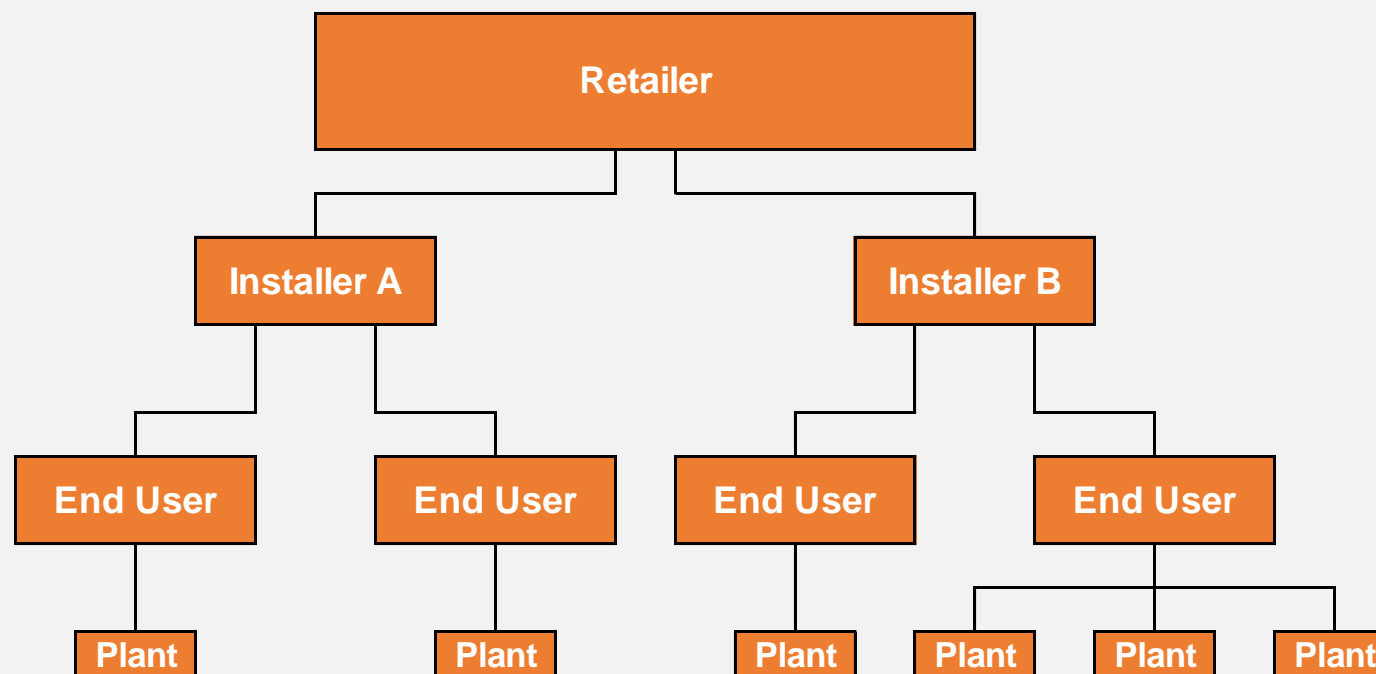 Retailer
Installer A
Installer B
End User
End User
End User
End User
Plant
Plant
Plant
Plant
Plant
Plant